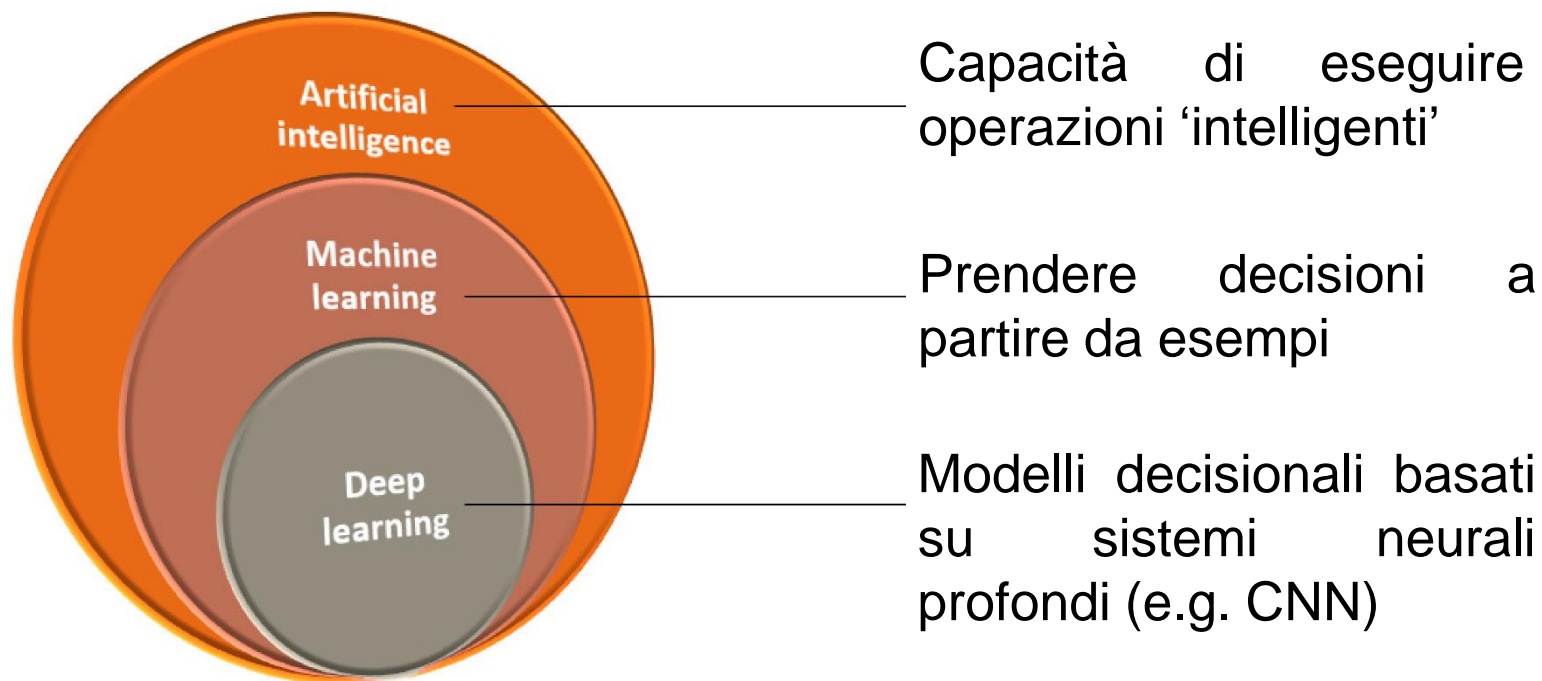 Artificial
intelligence
Capacità di eseguire
operazioni ‘intelligenti’
Machine
learning
Prendere decisioni a
partire da esempi
Deep
learning
Modelli decisionali basati
su sistemi neurali
profondi (e.g. CNN)